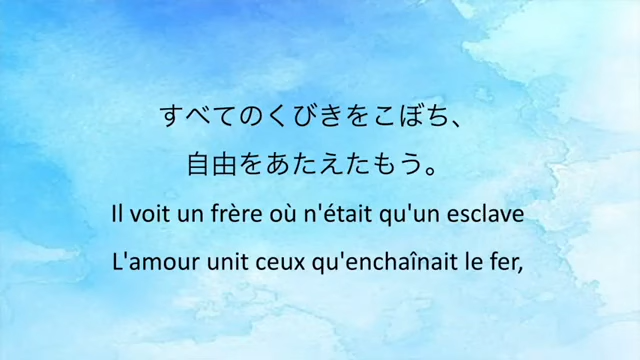 すべてのくびきをこぼち、
自由をあたえたもう。
Il voit un frère où n'était qu'un esclave
L'amour unit ceux qu'enchaînait le fer,